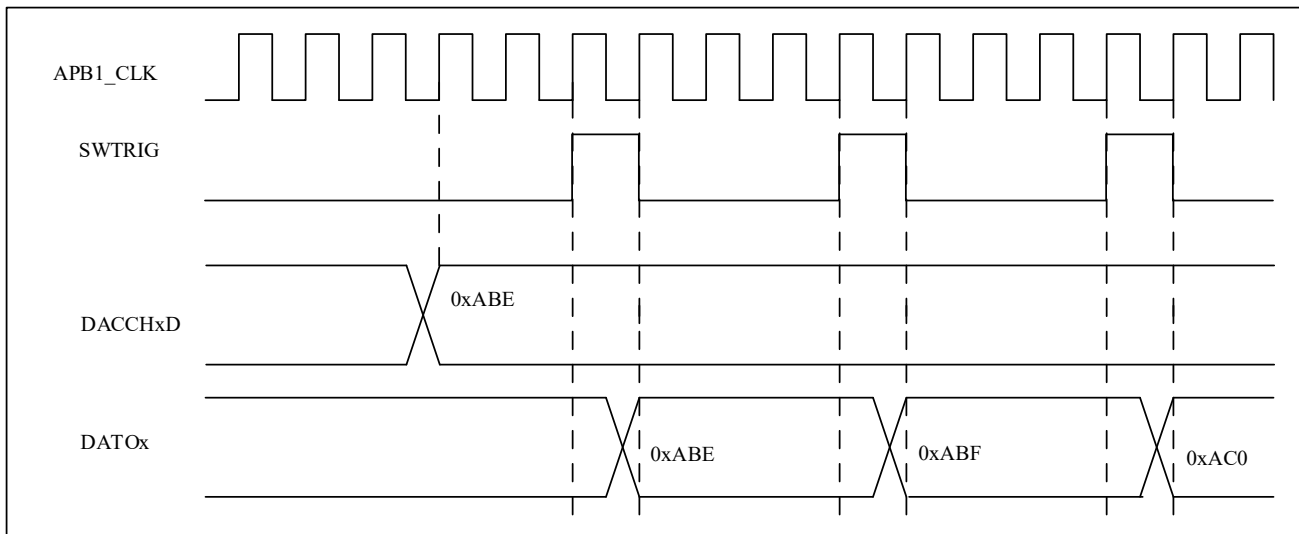 APB1_CLK
SWTRIG
0xABE
DACCHxD
DATOx
0xABE
0xABF
0xAC0